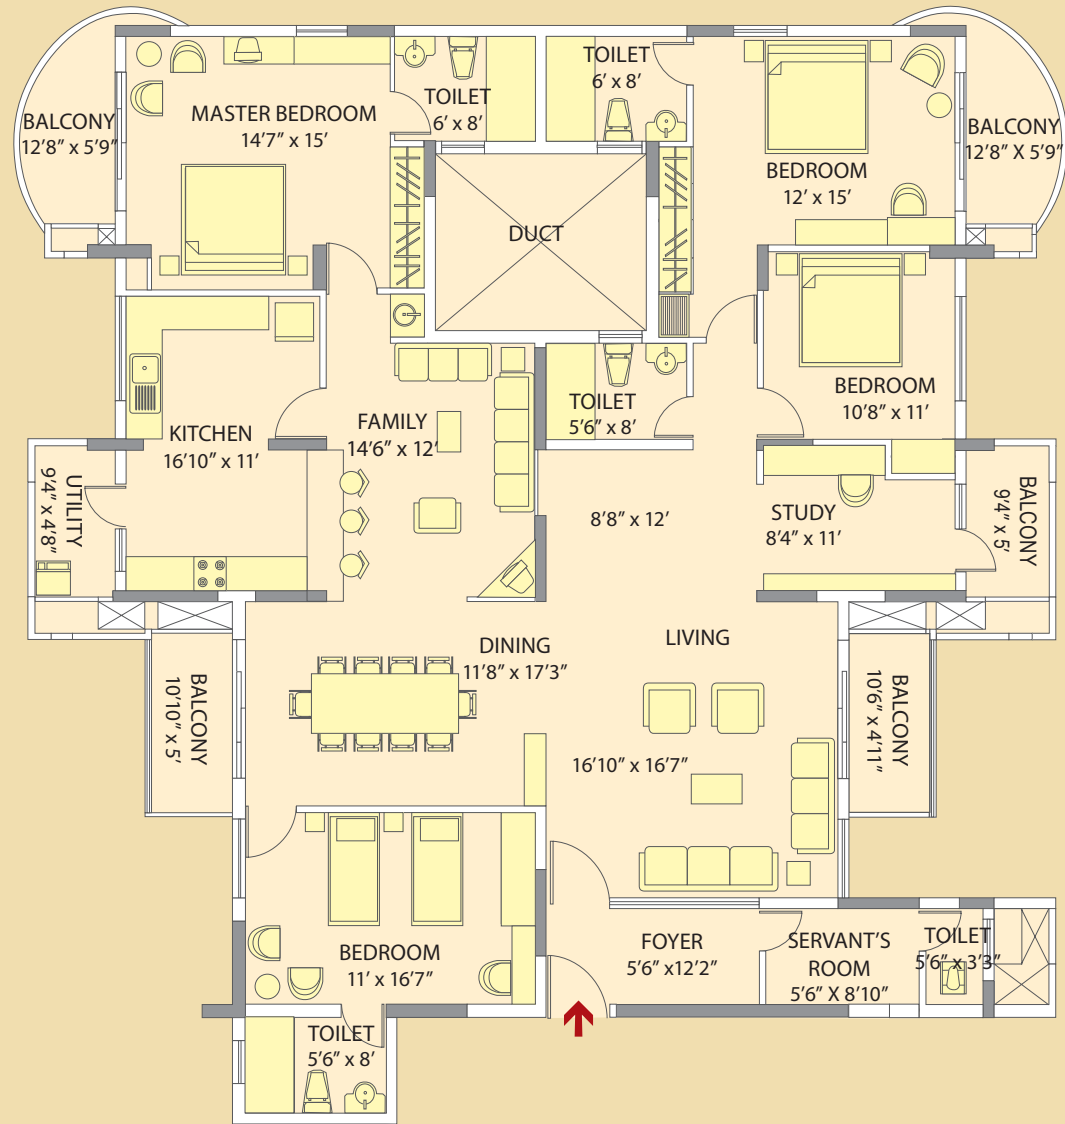 TOILET
6’ x 8’
BALCONY
12’8” x 5’9”
MASTER BEDROOM
14’7” x 15’
TOILET
6’ x 8’
BALCONY
12’8” X 5’9”
BEDROOM
12’ x 15’
DUCT
BEDROOM
10’8” x 11’
TOILET
5’6” x 8’
FAMILY
14’6” x 12’
KITCHEN
16’10” x 11’
UTILITY
9’4” x 4’8”
8’8” x 12’
STUDY
8’4” x 11’
BALCONY
9’4” x 5’
DINING
11’8” x 17’3”
LIVING
BALCONY
10’10” x 5’
BALCONY
10’6” x 4’11”
16’10” x 16’7”
BEDROOM
11’ x 16’7”
FOYER
5’6” x12’2”
SERVANT’S
ROOM
5’6” X 8’10”
TOILET
5’6” x 3’3”
TOILET
5’6” x 8’